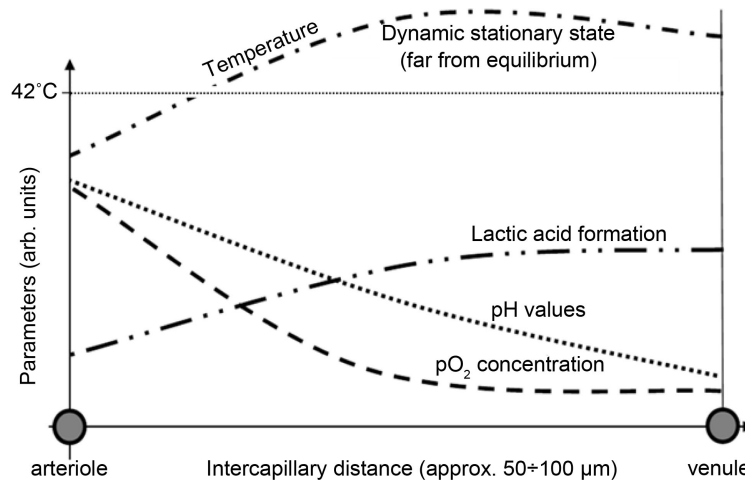 Temperature
Dynamic stationary state
(far from equilibrium)
42°C
Parameters (arb. units)
Lactic acid formation
pH values
pO₂ concentration
arteriole
Intercapillary distance (approx. 50÷100 µm)
venule